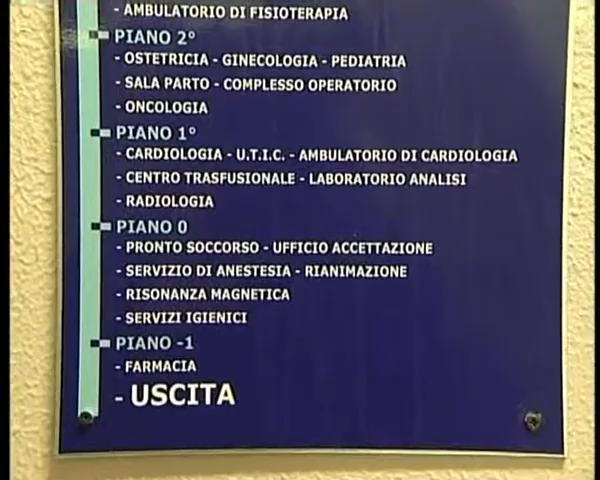 - AMBULATORIO DI FISIOTERAPIA
PIANO 2°
- OSTETRICIA - GINECOLOGIA - PEDIATRIA
- SALA PARTO - COMPLESSO OPERATORIO
- ONCOLOGIA
PIANO 1°
- CARDIOLOGIA - U.T.I.C. - AMBULATORIO DI CARDIOLOGIA
- CENTRO TRASFUSIONALE - LABORATORIO ANALISI
- RADIOLOGIA
PIANO 0
- PRONTO SOCCORSO - UFFICIO ACCETTAZIONE
- SERVIZIO DI ANESTESIA - RIANIMAZIONE
- RISONANZA MAGNETICA
- SERVIZI IGIENICI
PIANO -1
- FARMACIA
- USCITA